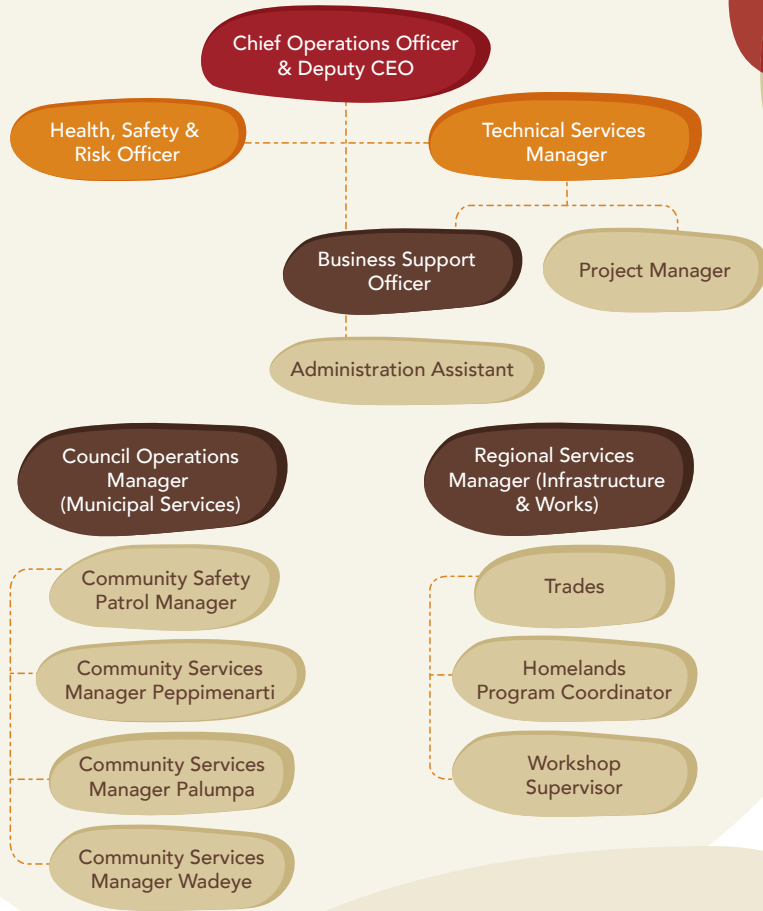 Chief Operations Officer
& Deputy CEO
Health, Safety &
Risk Officer
Technical Services
Manager
Business Support
Officer
Project Manager
Administration Assistant
Council Operations
Manager
(Municipal Services)
Regional Services
Manager (Infrastructure
& Works)
Community Safety
Patrol Manager
Trades
Community Services
Manager Peppimenarti
Homelands
Program Coordinator
Community Services
Manager Palumpa
Workshop
Supervisor
Community Services
Manager Wadeye